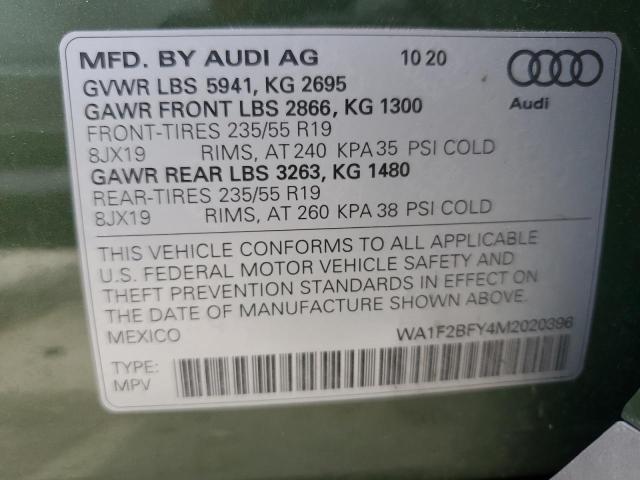 MFD. BY AUDI AG 10 20
GVWR LBS 5941, KG 2695
GAWR FRONT LBS 2866, KG 1300
FRONT-TIRES 235/55 R19
8JX19 RIMS, AT 240 KPA 35 PSI COLD
GAWR REAR LBS 3263, KG 1480
REAR-TIRES 235/55 R19
8JX19 RIMS, AT 260 KPA 38 PSI COLD
Audi
THIS VEHICLE CONFORMS TO ALL APPLICABLE
U.S. FEDERAL MOTOR VEHICLE SAFETY AND
THEFT PREVENTION STANDARDS IN EFFECT ON
THE DATE OF MANUFACTURE SHOWN ABOVE.
MEXICO WA1F2BFY4M2020396
TYPE:
MPV